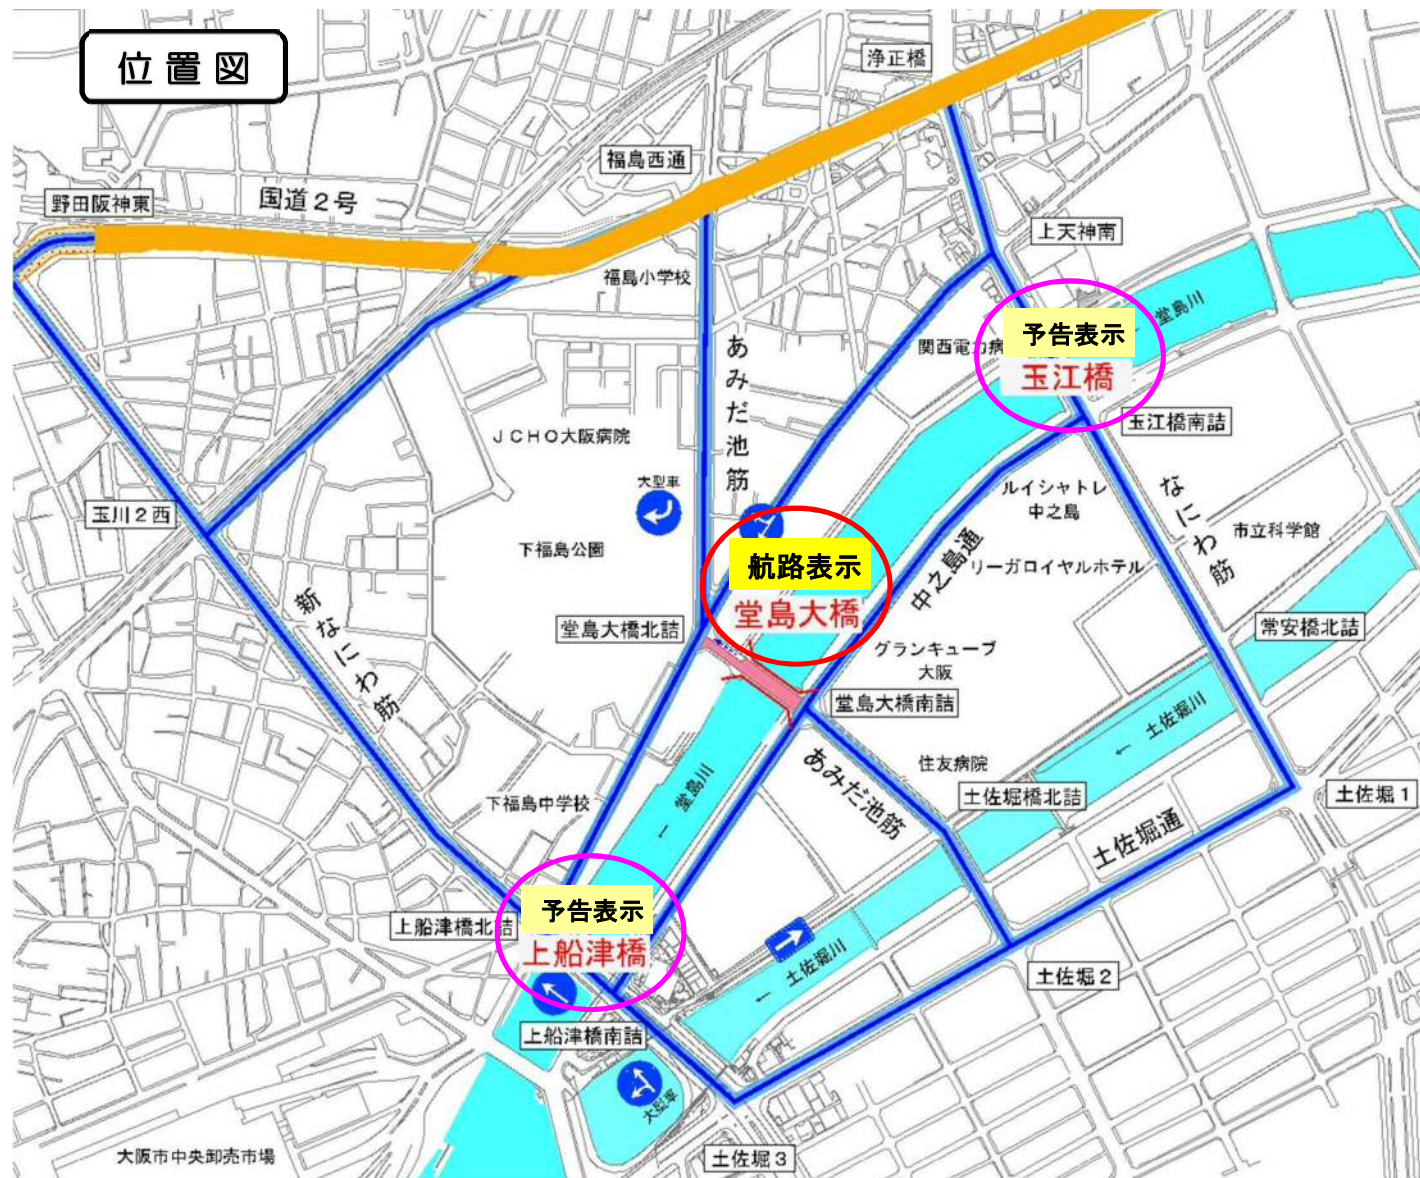 位置図
浄正橋
福島西通
国道2号
野田阪神東
上天神南
福島小学校
堂島川
予告表示
玉江橋
関西電力病
あみだ池筋
玉江橋南詰
JCHO大阪病院
大型車
ルイシャトレ
中之島
なにわ筋
市立科学館
玉川2西
下福島公園
航路表示
堂島大橋
中之島通
リーガロイヤルホテル
新なにわ筋
堂島大橋北詰
常安橋北詰
グランキューブ
大阪
堂島大橋南詰
← 土佐堀川
住友病院
あみだ池筋
土佐堀橋北詰
土佐堀1
← 堂島川
下福島中学校
土佐堀通
予告表示
上船津橋
上船津橋北詰
← 土佐堀川
土佐堀2
上船津橋南詰
大型車
大阪市中央卸売市場
土佐堀3